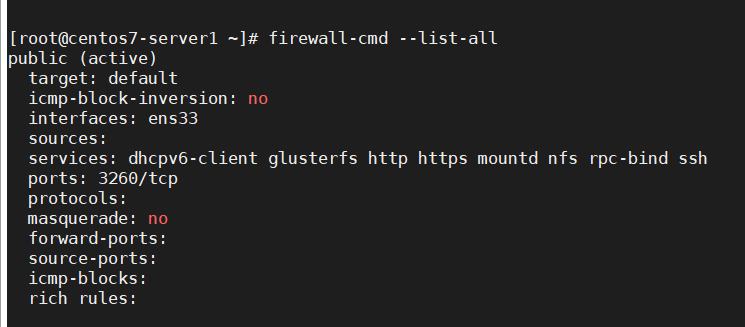 [root@centos7-server1 ~]# firewall-cmd --list-all
public (active)
  target: default
  icmp-block-inversion: no
  interfaces: ens33
  sources:
  services: dhcpv6-client glusterfs http https mountd nfs rpc-bind ssh
  ports: 3260/tcp
  protocols:
  masquerade: no
  forward-ports:
  source-ports:
  icmp-blocks:
  rich rules: